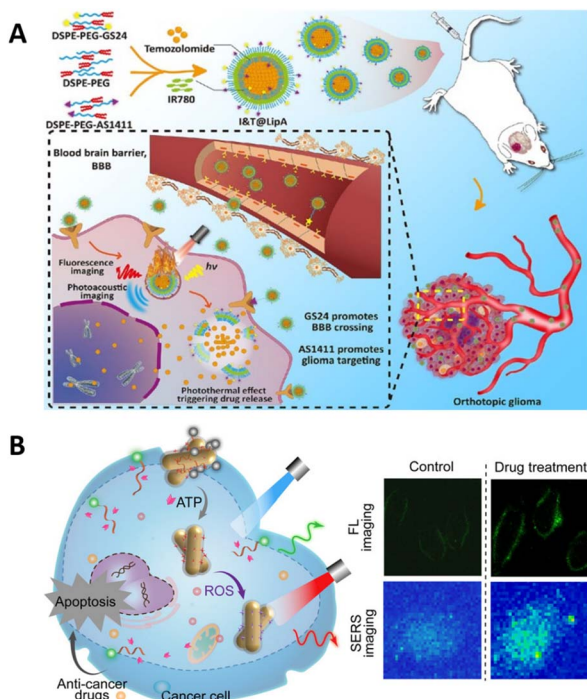 A
DSPE-PEG-GS24
DSPE-PEG
DSPE-PEG-AS1411
Temozolomide
IR780
I&T@LipA
Blood brain barrier,
BBB
Fluorescence
imaging
Photoacoustic
imaging
hv
GS24 promotes
BBB crossing
AS1411 promotes
glioma targeting
Photothermal effect
triggering drug release
Orthotopic glioma
B
ATP
ROS
Apoptosis
Anti-cancer
drugs
Cancer cell
Control
Drug treatment
FL
imaging
SERS
imaging